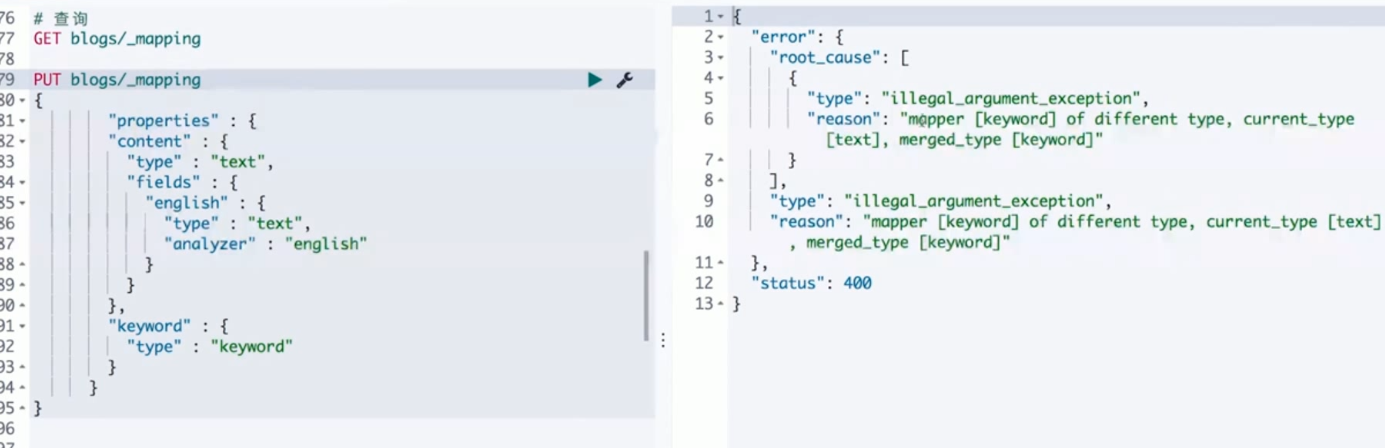 76 # 查询
77 GET blogs/_mapping
78
79 PUT blogs/_mapping
80 {
81 "properties" : {
82 "content" : {
83 "type" : "text",
84 "fields" : {
85 "english" : {
86 "type" : "text",
87 "analyzer" : "english"
88 }
89 }
90 },
91 "keyword" : {
92 "type" : "keyword"
93 }
94 }
95 }
96
1 {
2 "error": {
3 "root_cause": [
4 {
5 "type": "illegal_argument_exception",
6 "reason": "mapper [keyword] of different type, current_type
[text], merged_type [keyword]"
7 }
8 ],
9 "type": "illegal_argument_exception",
10 "reason": "mapper [keyword] of different type, current_type [text]
, merged_type [keyword]"
11 },
12 "status": 400
13 }